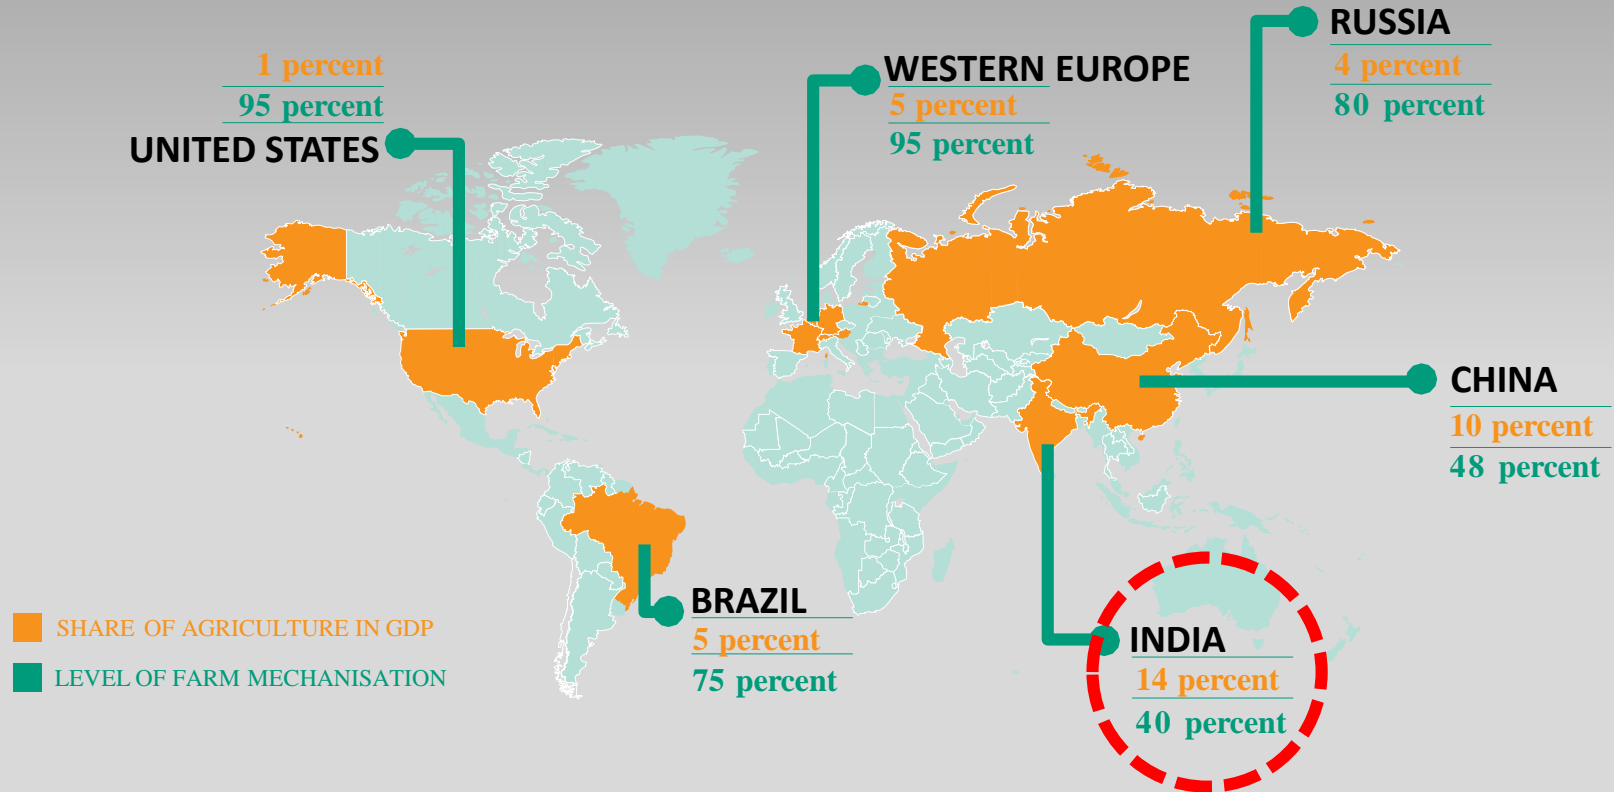 RUSSIA
4 percent
80 percent
1 percent
95 percent
UNITED STATES
WESTERN EUROPE
5 percent
95 percent
CHINA
10 percent
48 percent
BRAZIL
5 percent
75 percent
INDIA
14 percent
40 percent
SHARE OF AGRICULTURE IN GDP
LEVEL OF FARM MECHANISATION